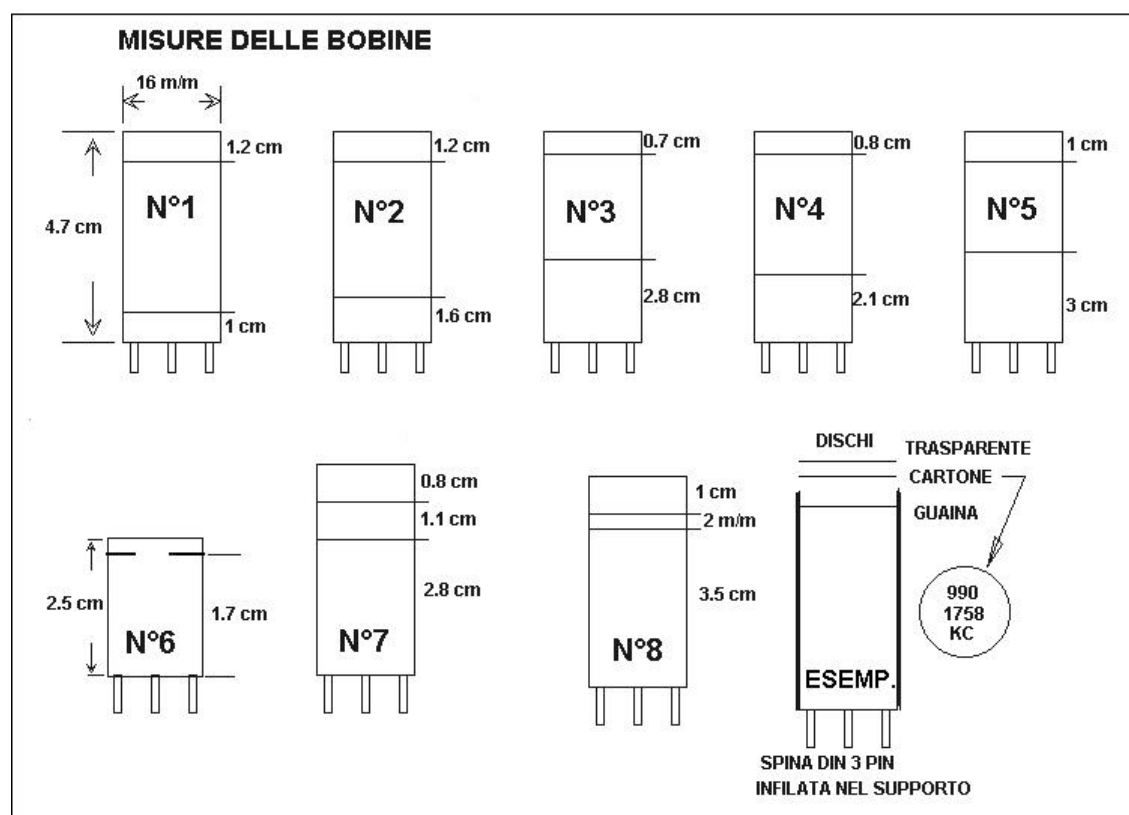 MISURE DELLE BOBINE
16 m/m
4.7 cm
1.2 cm
N°1
1 cm
1.2 cm
N°2
1.6 cm
0.7 cm
N°3
2.8 cm
0.8 cm
N°4
2.1 cm
1 cm
N°5
3 cm
2.5 cm
1.7 cm
N°6
0.8 cm
1.1 cm
2.8 cm
N°7
1 cm
2 m/m
3.5 cm
N°8
DISCHI
TRASPARENTE
CARTONE
GUAINA
990
1758
KC
ESEMP.
SPINA DIN 3 PIN
INFILATA NEL SUPPORTO